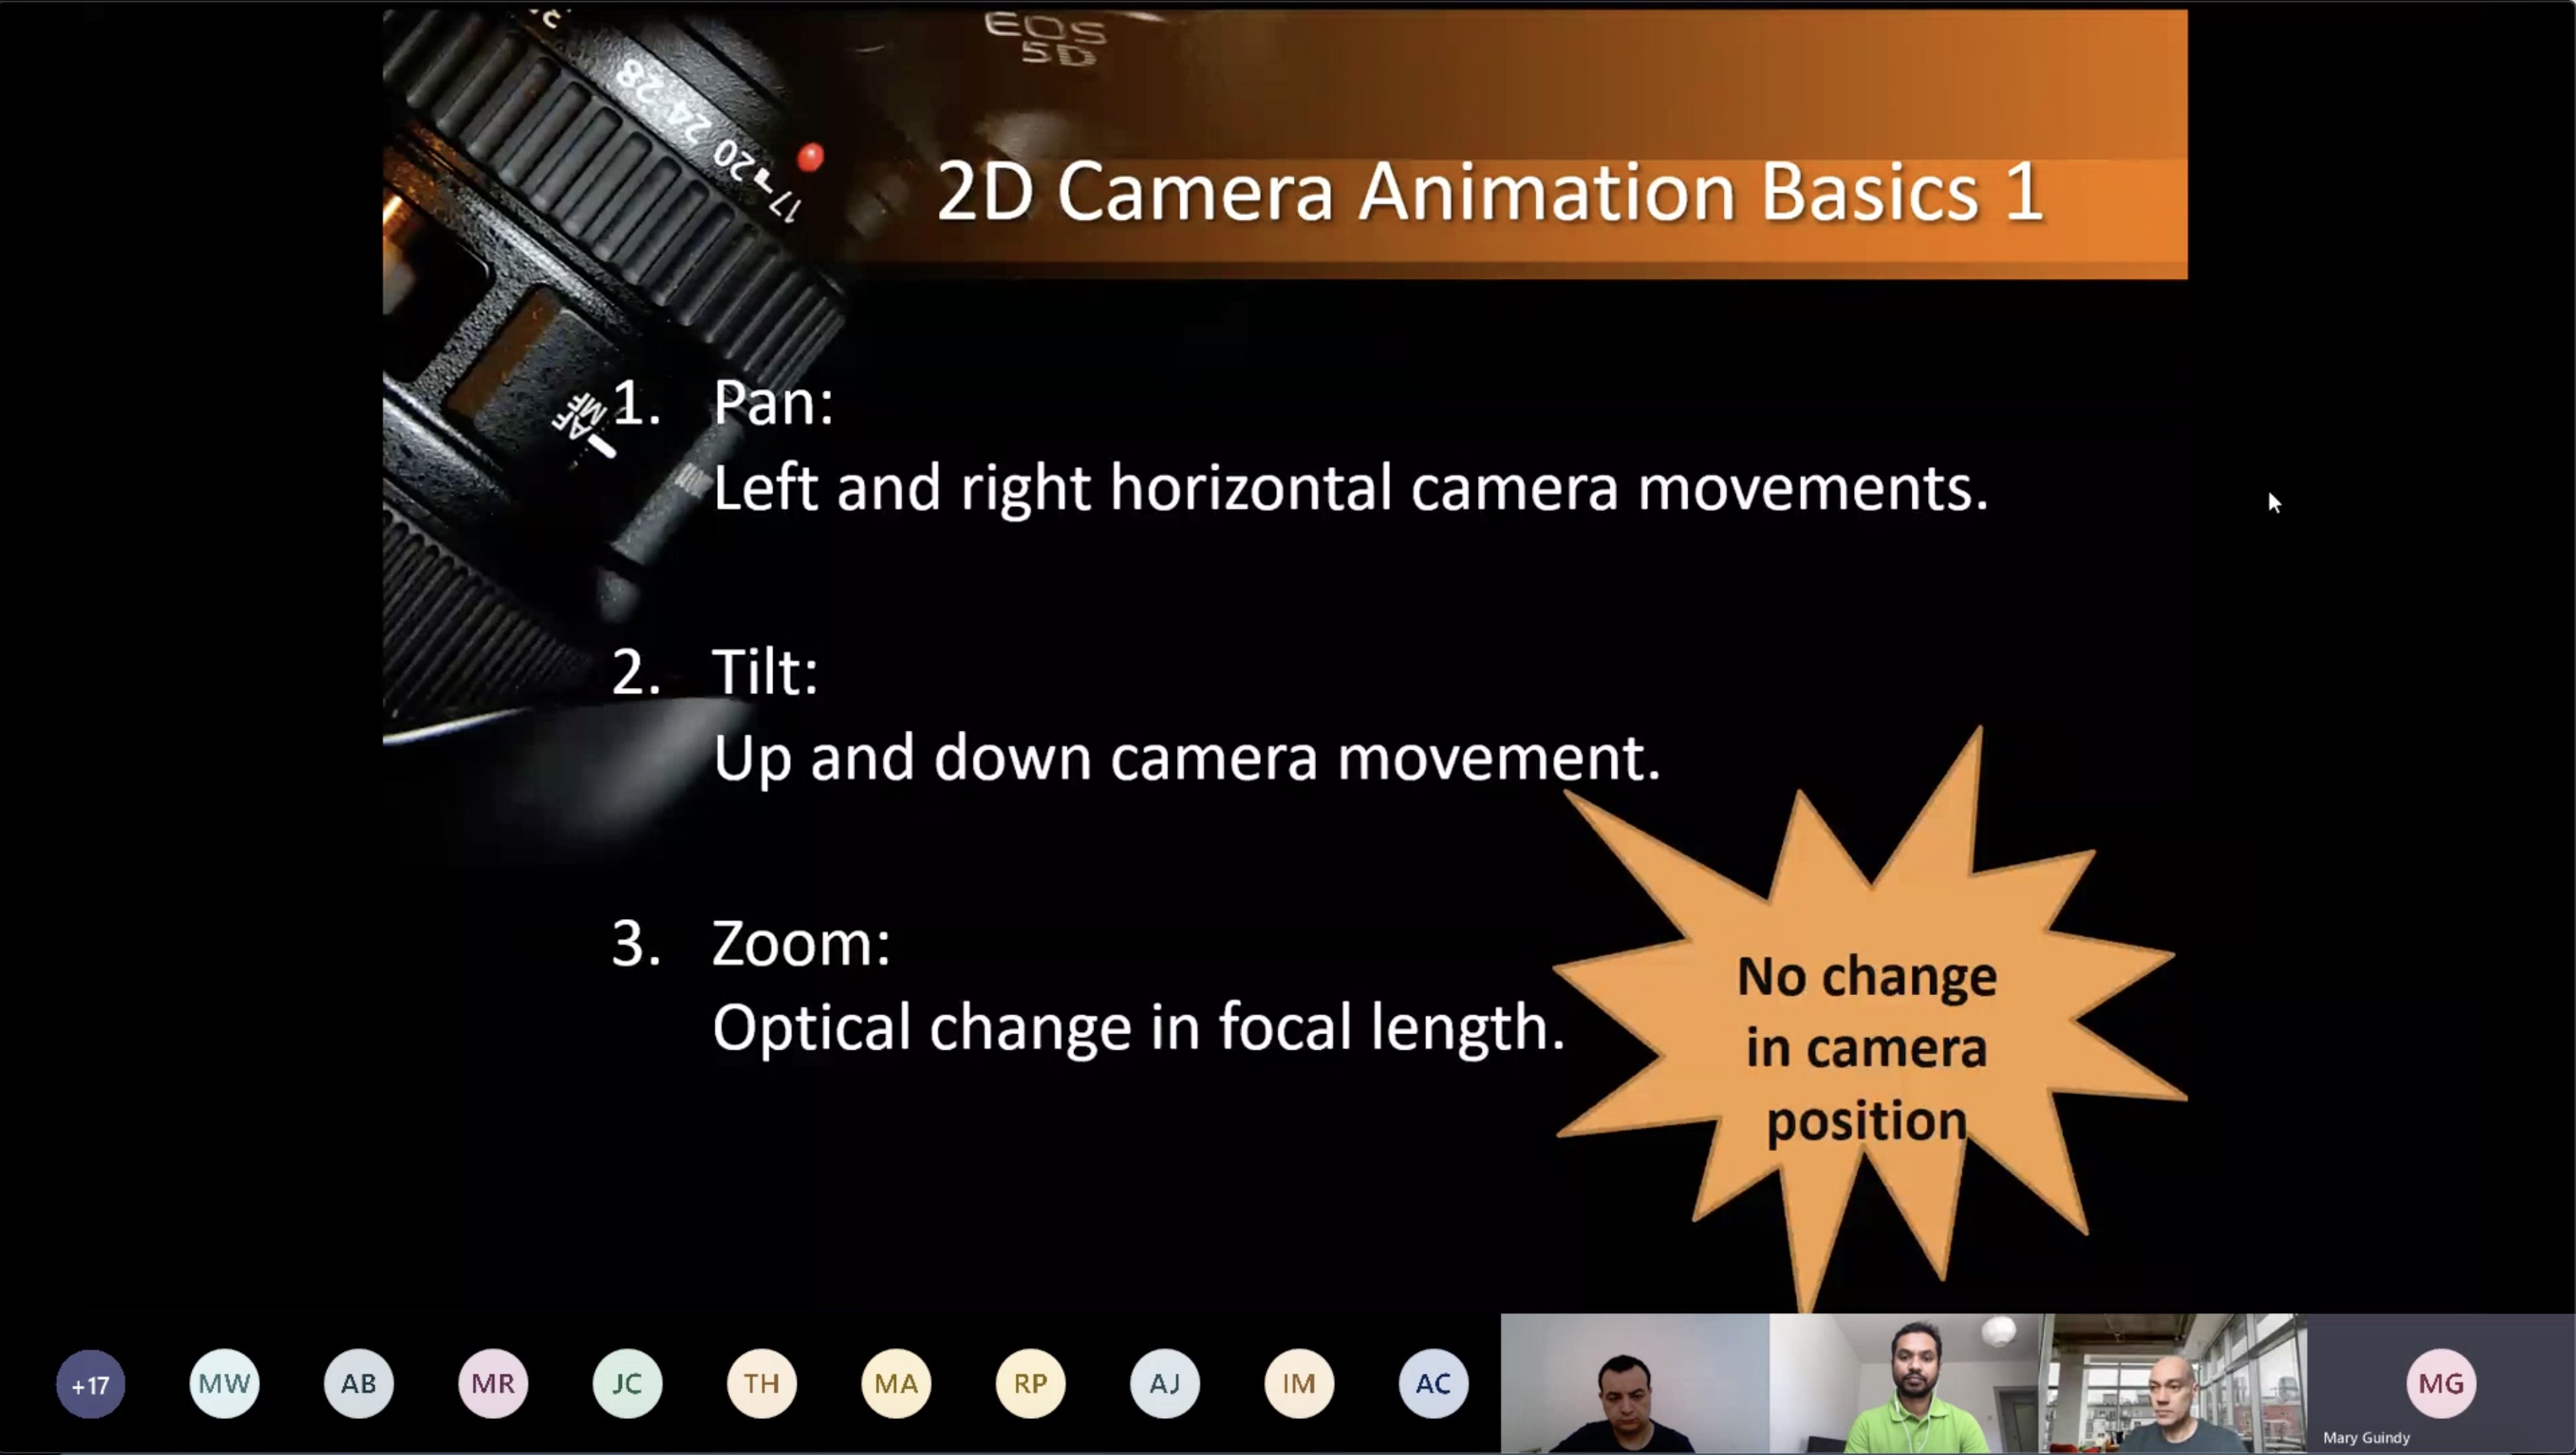 EOS
5D
28
24
20
17
2D Camera Animation Basics 1
AF
MF
1. Pan:
Left and right horizontal camera movements.
2. Tilt:
Up and down camera movement.
3. Zoom:
Optical change in focal length.
No change
in camera
position
+17
MW
AB
MR
JC
TH
MA
RP
AJ
IM
AC
MG
Mary Guindy